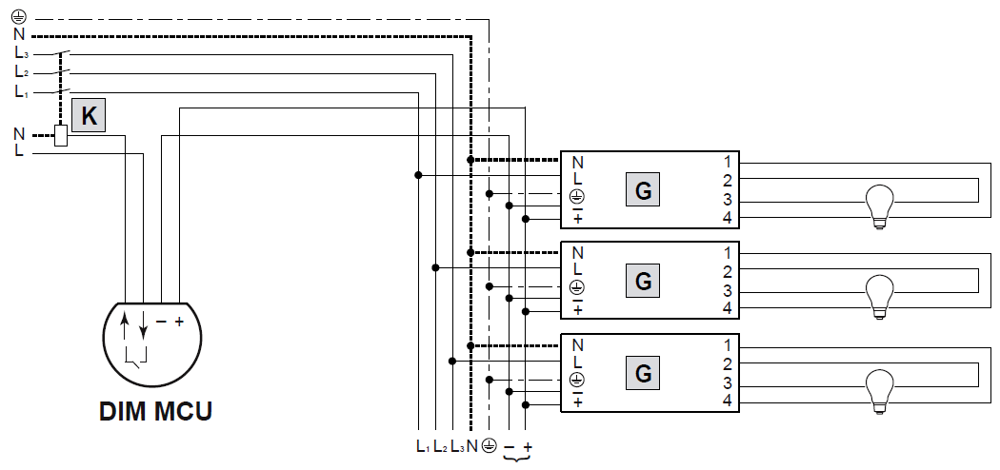 ⏚
N
L₃
L₂
L₁
K
N
L
N 1
L 2
G
⏚ 3
– 4
+
N 1
L 2
G
⏚ 3
– 4
+
N 1
L 2
G
⏚ 3
– 4
+
– +
DIM MCU
L₁ L₂ L₃ N ⏚ – +